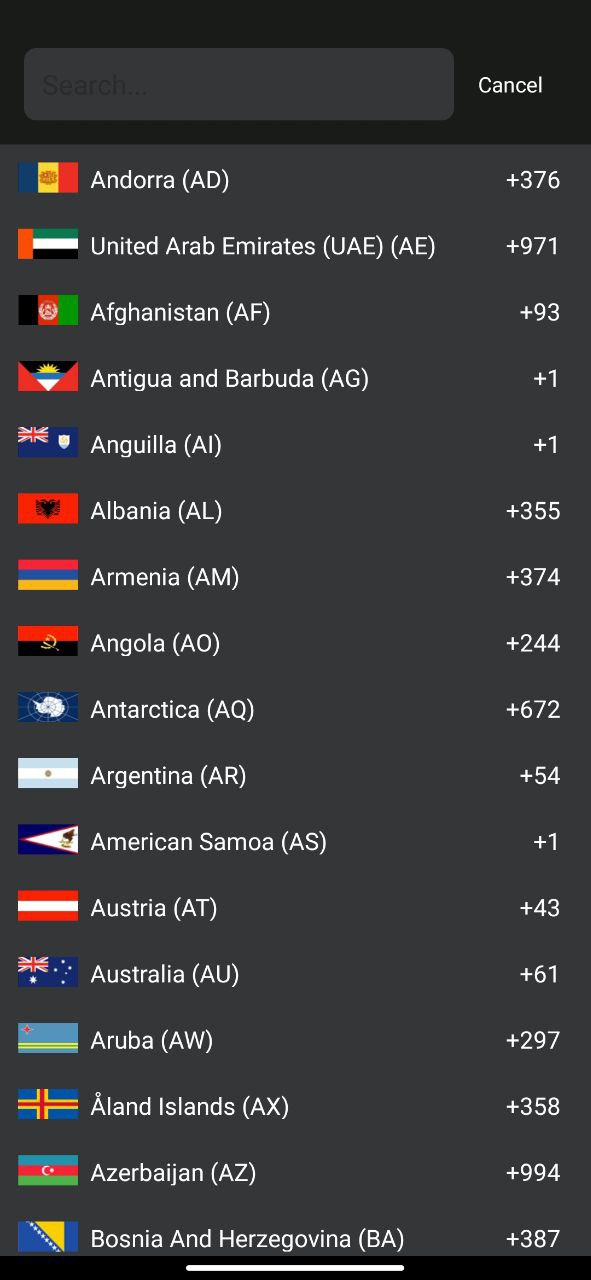 Search...
Cancel
Andorra (AD) +376
United Arab Emirates (UAE) (AE) +971
Afghanistan (AF) +93
Antigua and Barbuda (AG) +1
Anguilla (AI) +1
Albania (AL) +355
Armenia (AM) +374
Angola (AO) +244
Antarctica (AQ) +672
Argentina (AR) +54
American Samoa (AS) +1
Austria (AT) +43
Australia (AU) +61
Aruba (AW) +297
Åland Islands (AX) +358
Azerbaijan (AZ) +994
Bosnia And Herzegovina (BA) +387